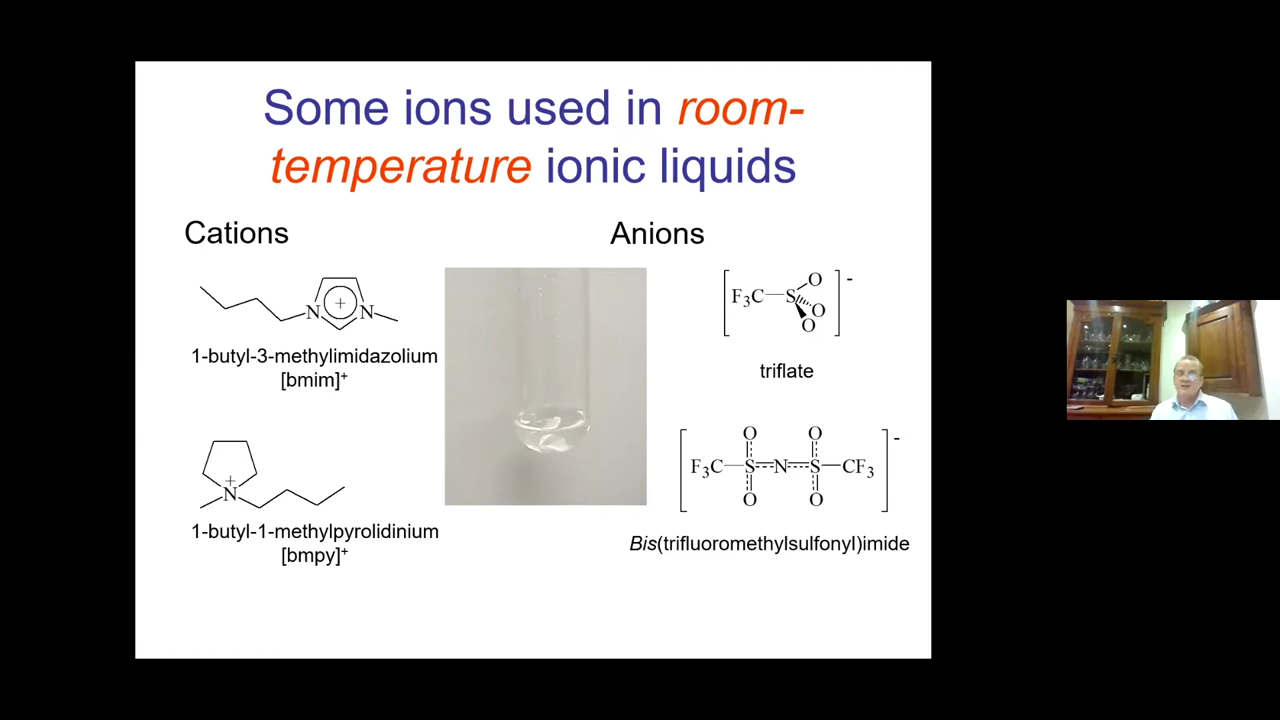 Some ions used in room-
temperature ionic liquids
Cations
Anions
N + N
1-butyl-3-methylimidazolium
[bmim]⁺
[F₃C S O O O]⁻
triflate
+
N
1-butyl-1-methylpyrolidinium
[bmpy]⁺
O O
[F₃C S N S CF₃]⁻
O O
Bis(trifluoromethylsulfonyl)imide